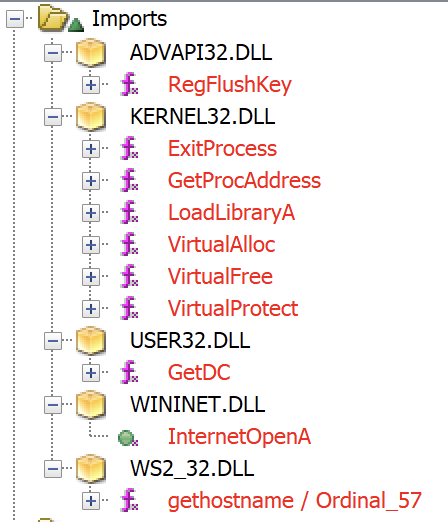 Imports
ADVAPI32.DLL
RegFlushKey
KERNEL32.DLL
ExitProcess
GetProcAddress
LoadLibraryA
VirtualAlloc
VirtualFree
VirtualProtect
USER32.DLL
GetDC
WININET.DLL
InternetOpenA
WS2_32.DLL
gethostname / Ordinal_57